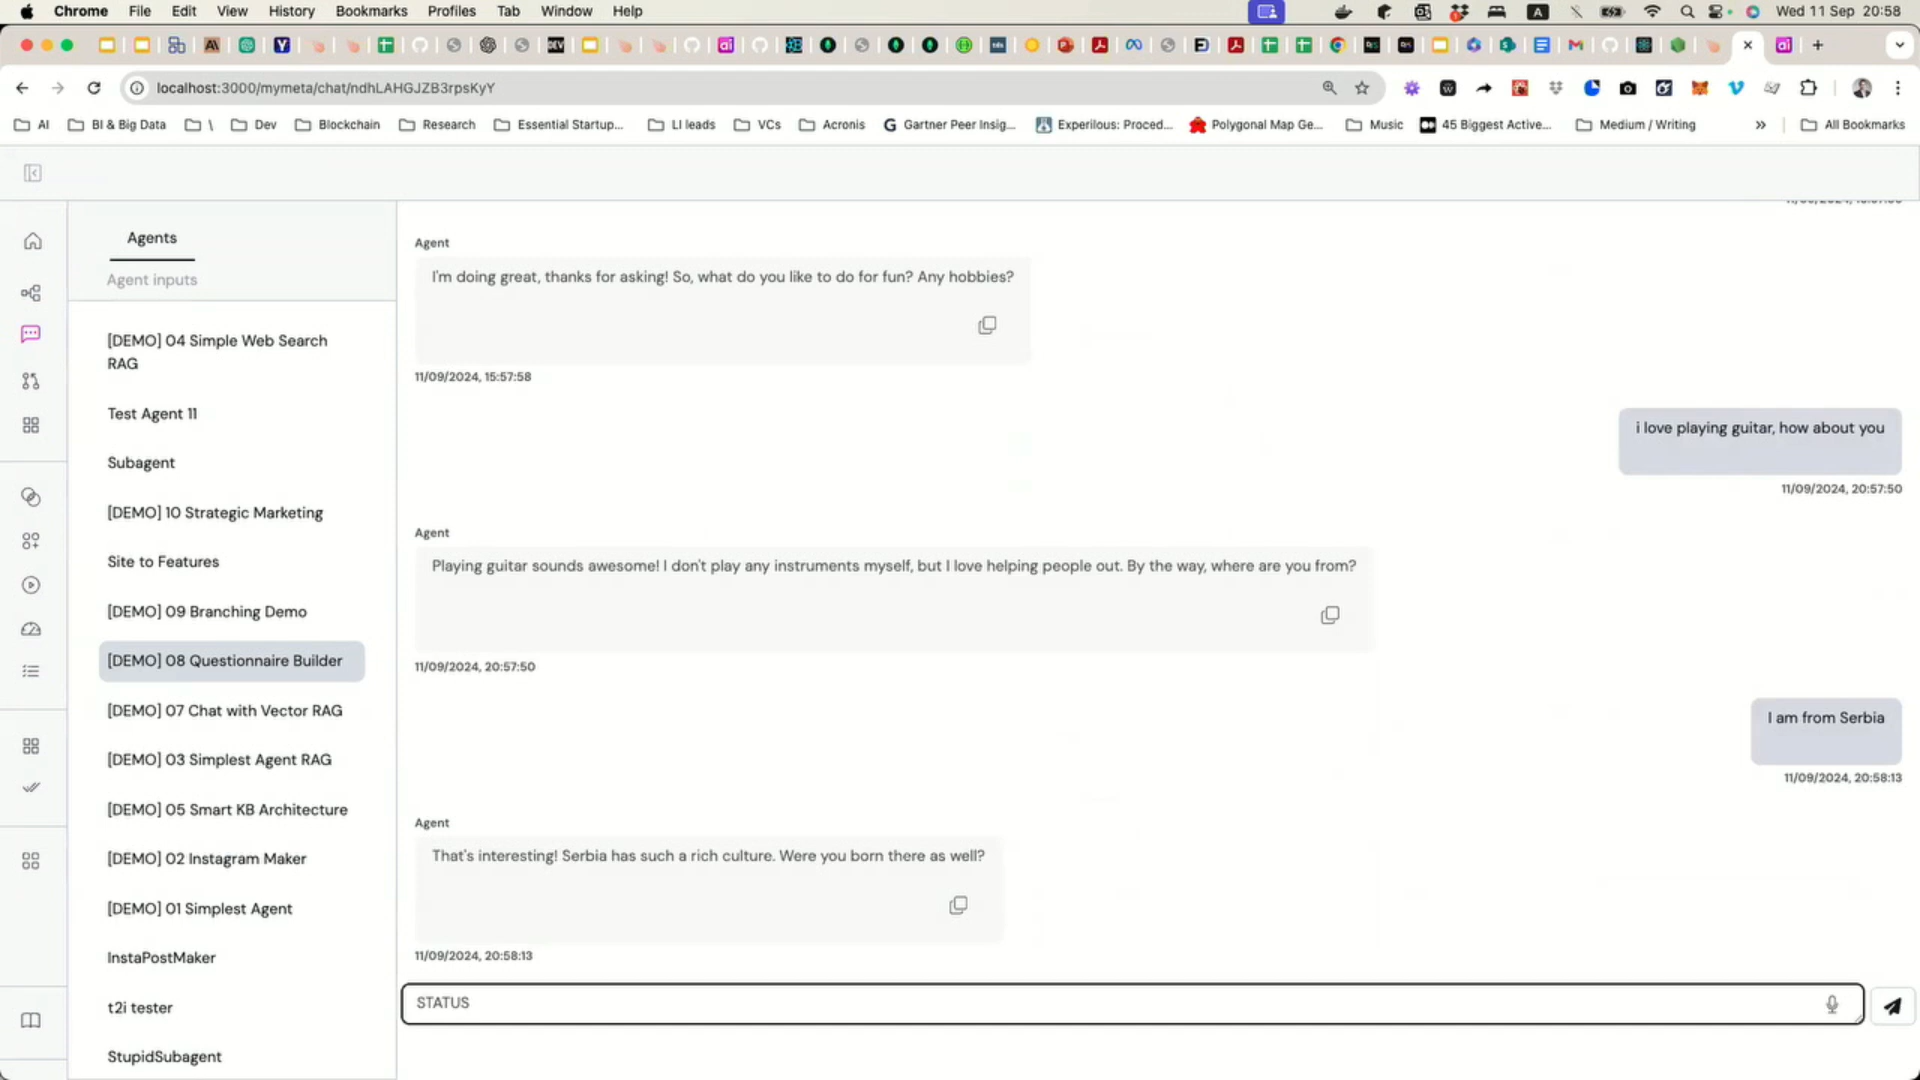 Chrome File Edit View History Bookmarks Profiles Tab Window Help
Wed 11 Sep 20:58
localhost:3000/mymeta/chat/ndhLAHGJZB3rpsKyY
AI BI & Big Data \ Dev Blockchain Research Essential Startup... LI leads VCs Acronis Gartner Peer Insig... Experilous: Proced... Polygonal Map Ge... Music 45 Biggest Active... Medium / Writing » All Bookmarks
Agents
Agent inputs
[DEMO] 04 Simple Web Search
RAG
Test Agent 11
Subagent
[DEMO] 10 Strategic Marketing
Site to Features
[DEMO] 09 Branching Demo
[DEMO] 08 Questionnaire Builder
[DEMO] 07 Chat with Vector RAG
[DEMO] 03 Simplest Agent RAG
[DEMO] 05 Smart KB Architecture
[DEMO] 02 Instagram Maker
[DEMO] 01 Simplest Agent
InstaPostMaker
t2i tester
StupidSubagent
Agent
I'm doing great, thanks for asking! So, what do you like to do for fun? Any hobbies?
11/09/2024, 15:57:58
i love playing guitar, how about you
11/09/2024, 20:57:50
Agent
Playing guitar sounds awesome! I don't play any instruments myself, but I love helping people out. By the way, where are you from?
11/09/2024, 20:57:50
I am from Serbia
11/09/2024, 20:58:13
Agent
That's interesting! Serbia has such a rich culture. Were you born there as well?
11/09/2024, 20:58:13
STATUS